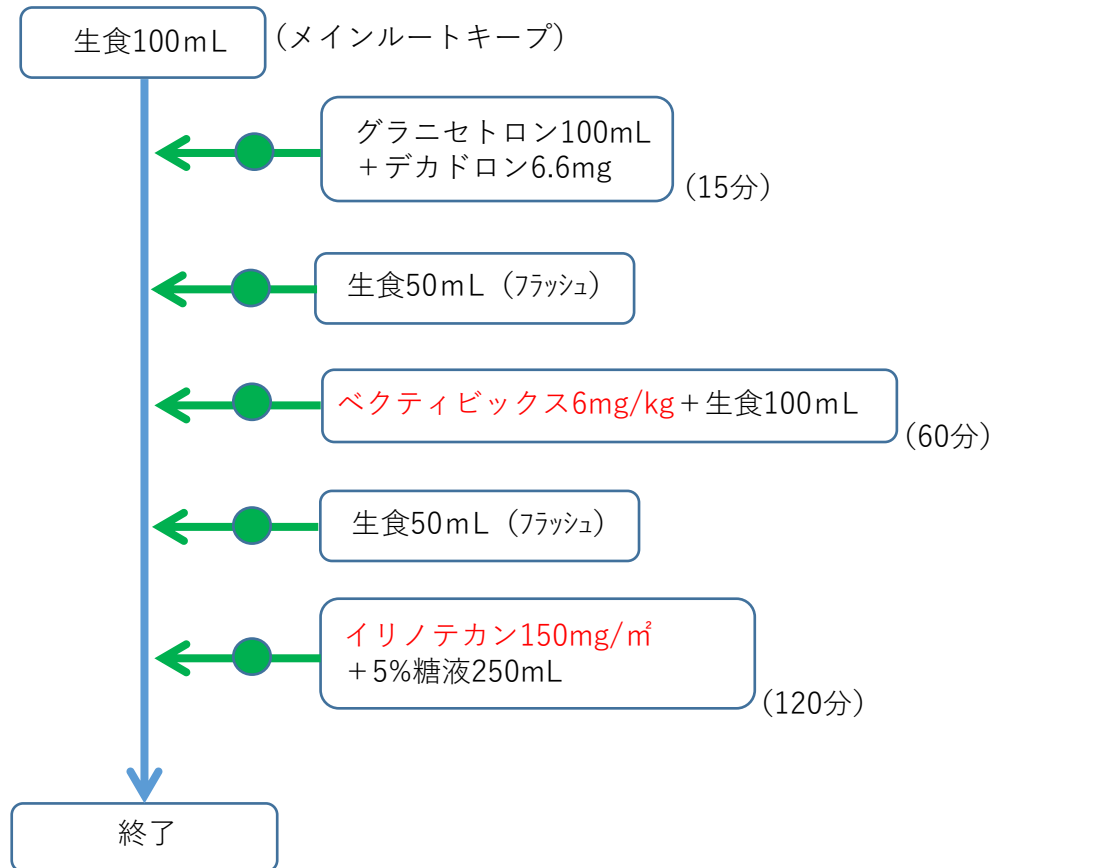 生食100mL
(メインルートキープ)
グラニセトロン100mL
+デカドロン6.6mg
(15分)
生食50mL (ﾌﾗｯｼｭ)
ベクティビックス6mg/kg+生食100mL
(60分)
生食50mL (ﾌﾗｯｼｭ)
イリノテカン150mg/㎡
+5%糖液250mL
(120分)
終了